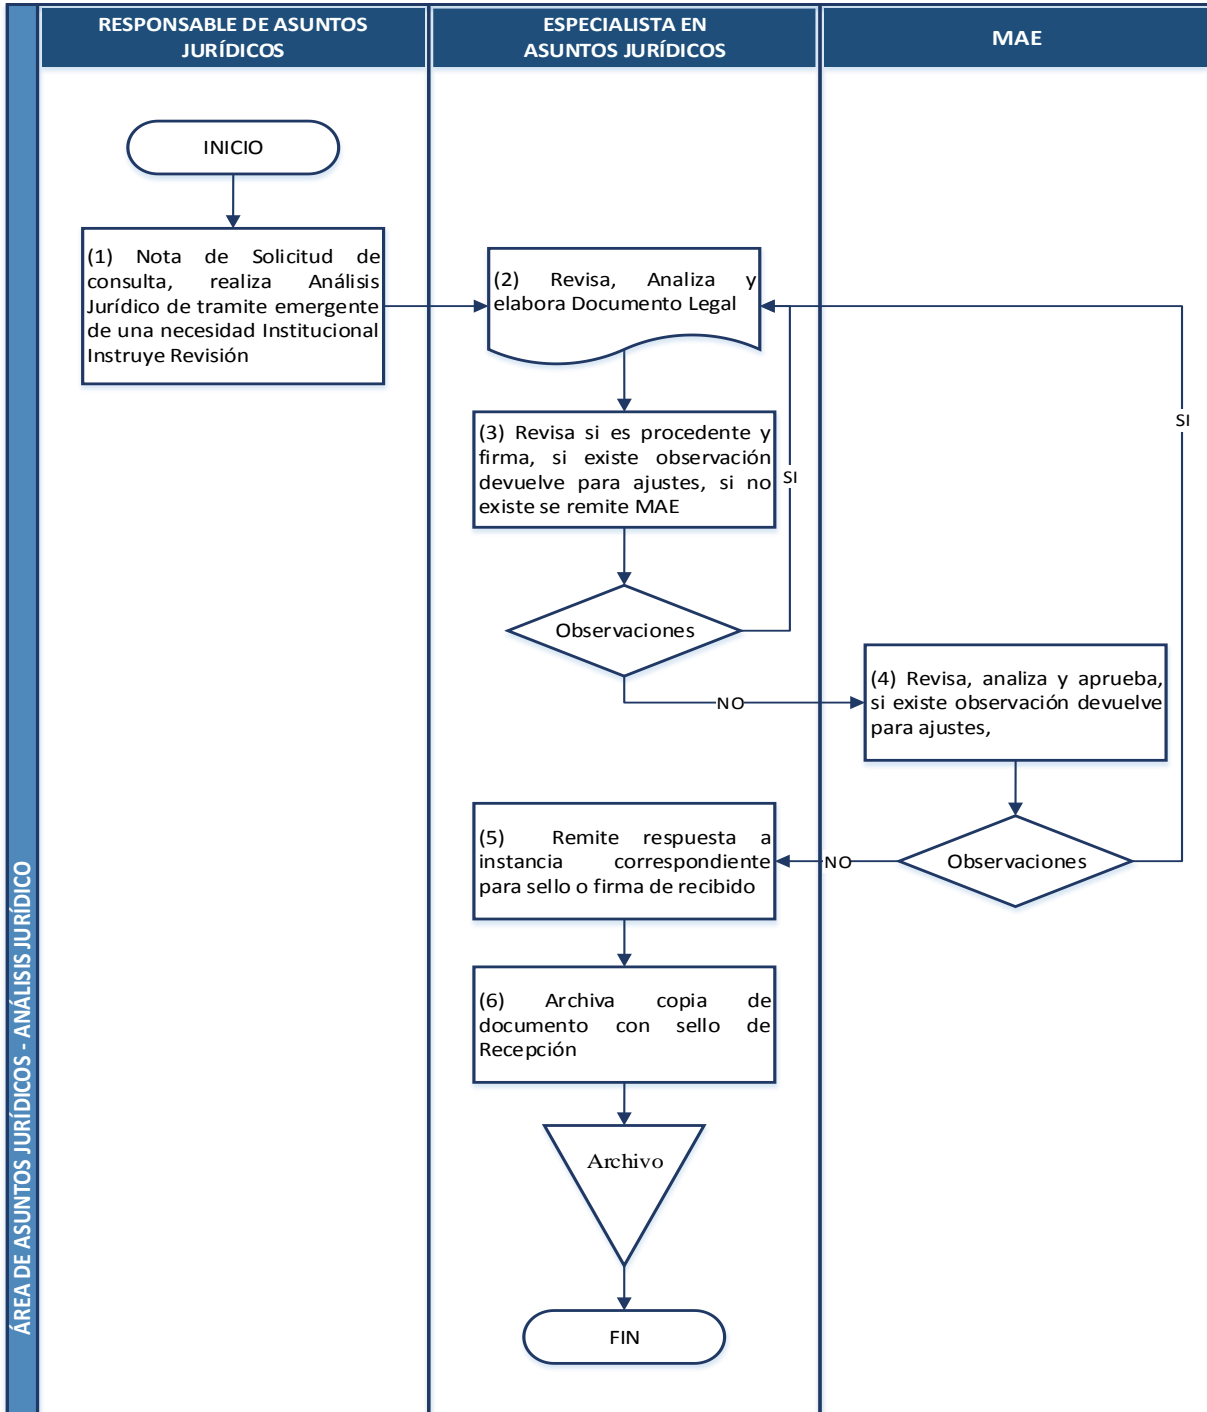 RESPONSABLE DE ASUNTOS
JURÍDICOS
ESPECIALISTA EN
ASUNTOS JURÍDICOS
MAE
INICIO
(1) Nota de Solicitud de
consulta, realiza Análisis
Jurídico de tramite emergente
de una necesidad Institucional
Instruye Revisión
(2) Revisa, Analiza y
elabora Documento Legal
(3) Revisa si es procedente y
firma, si existe observación
devuelve para ajustes, si no
existe se remite MAE
SI
SI
Observaciones
NO
(4) Revisa, analiza y aprueba,
si existe observación devuelve
para ajustes,
Observaciones
NO
(5) Remite respuesta a
instancia correspondiente
para sello o firma de recibido
(6) Archiva copia de
documento con sello de
Recepción
Archivo
FIN
ÁREA DE ASUNTOS JURÍDICOS - ANÁLISIS JURÍDICO